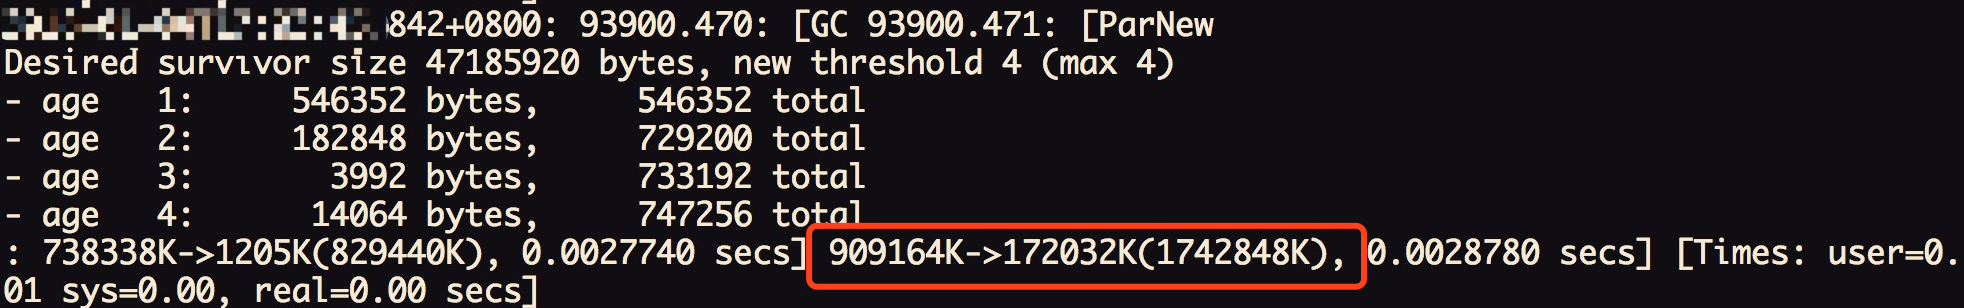 842+0800: 93900.470: [GC 93900.471: [ParNew
Desired survivor size 47185920 bytes, new threshold 4 (max 4)
- age   1:     546352 bytes,     546352 total
- age   2:     182848 bytes,     729200 total
- age   3:       3992 bytes,     733192 total
- age   4:      14064 bytes,     747256 total
: 738338K->1205K(829440K), 0.0027740 secs] 909164K->172032K(1742848K), 0.0028780 secs] [Times: user=0.
01 sys=0.00, real=0.00 secs]